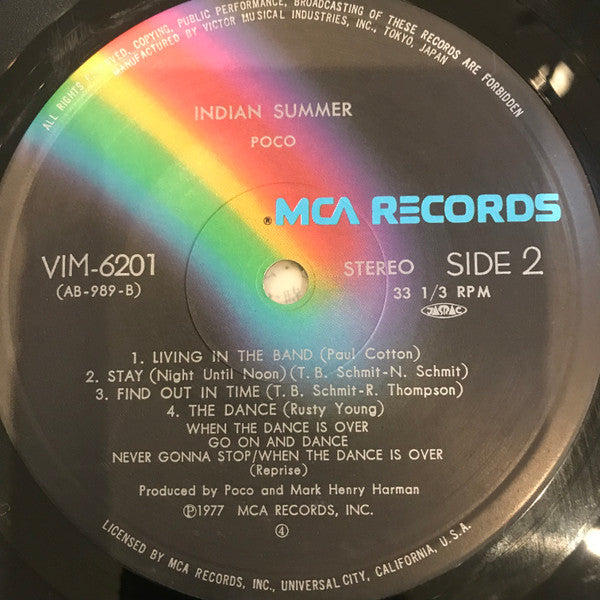 ALL RIGHTS RESERVED, COPYING, PUBLIC PERFORMANCE, BROADCASTING OF THESE RECORDS ARE FORBIDDEN
MANUFACTURED BY VICTOR MUSICAL INDUSTRIES, INC., TOKYO, JAPAN
INDIAN SUMMER
POCO
® MCA RECORDS
VIM-6201
(AB-989-B)
STEREO SIDE 2
33 1/3 RPM
JASRAC
1. LIVING IN THE BAND (Paul Cotton)
2. STAY (Night Until Noon) (T. B. Schmit-N. Schmit)
3. FIND OUT IN TIME (T. B. Schmit-R. Thompson)
4. THE DANCE (Rusty Young)
WHEN THE DANCE IS OVER
GO ON AND DANCE
NEVER GONNA STOP/WHEN THE DANCE IS OVER
(Reprise)
Produced by Poco and Mark Henry Harman
Ⓟ1977 MCA RECORDS, INC.
④
LICENSED BY MCA RECORDS, INC., UNIVERSAL CITY, CALIFORNIA, U.S.A.